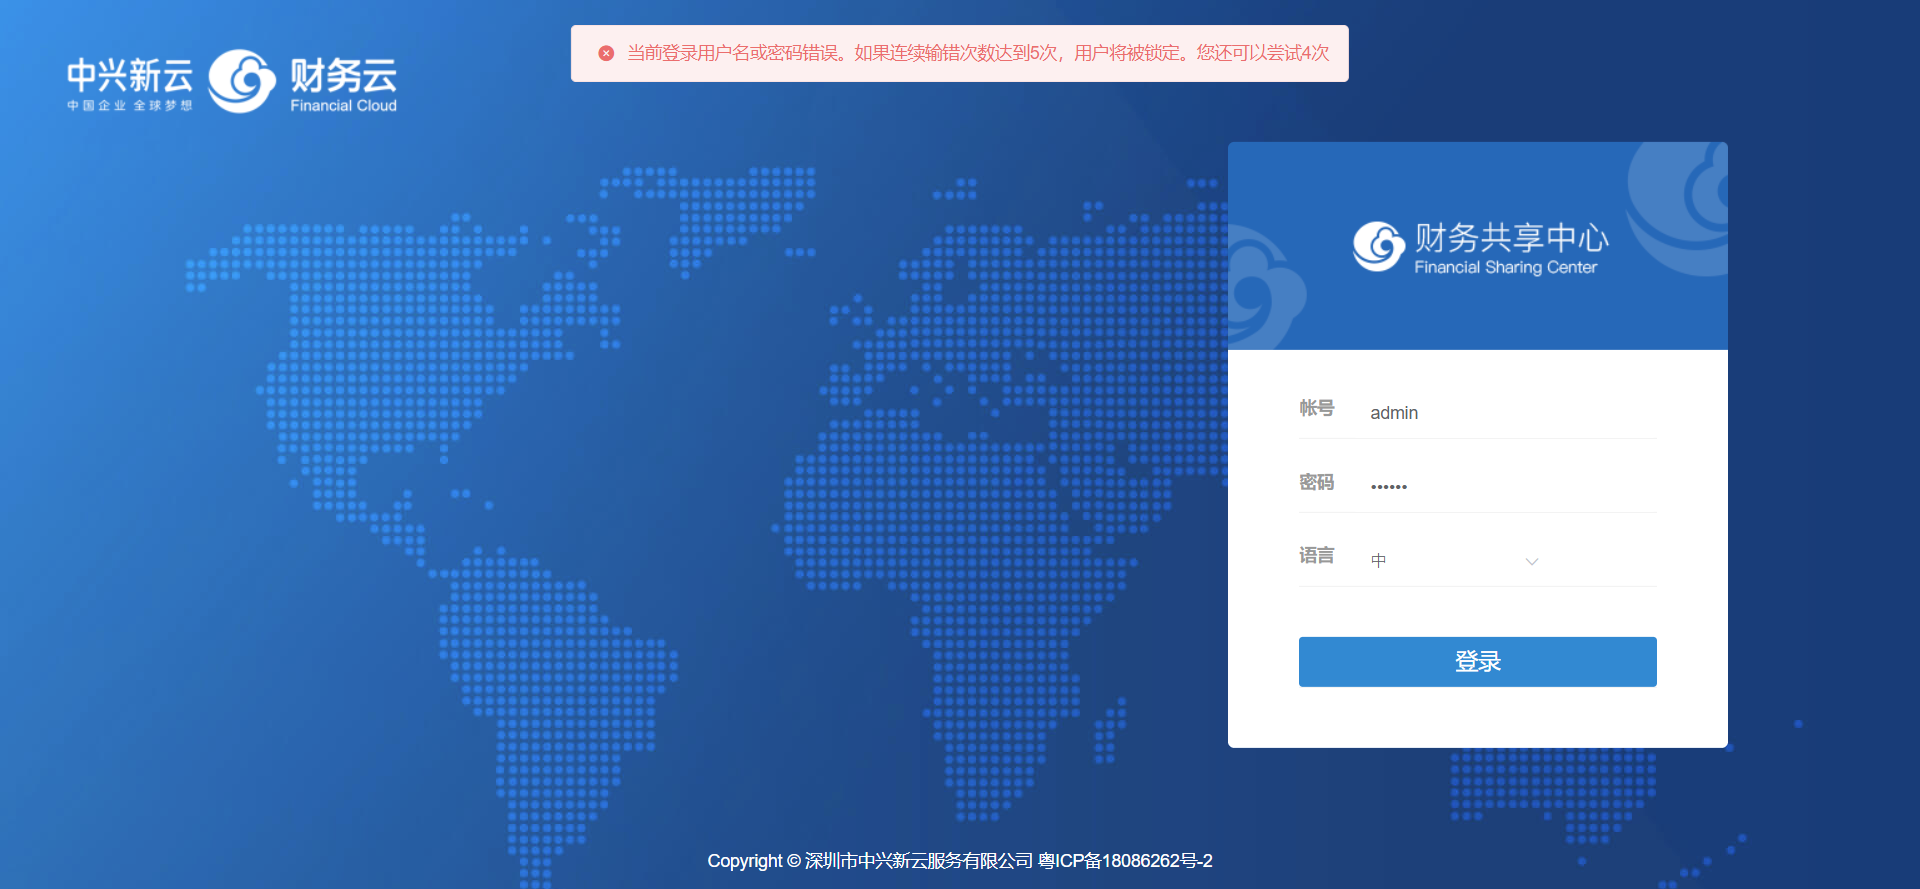 当前登录用户名或密码错误。如果连续输错次数达到5次，用户将被锁定。您还可以尝试4次
中兴新云
中国企业 全球梦想
财务云
Financial Cloud
财务共享中心
Financial Sharing Center
帐号 admin
密码 ••••••
语言 中
登录
Copyright © 深圳市中兴新云服务有限公司 粤ICP备18086262号-2